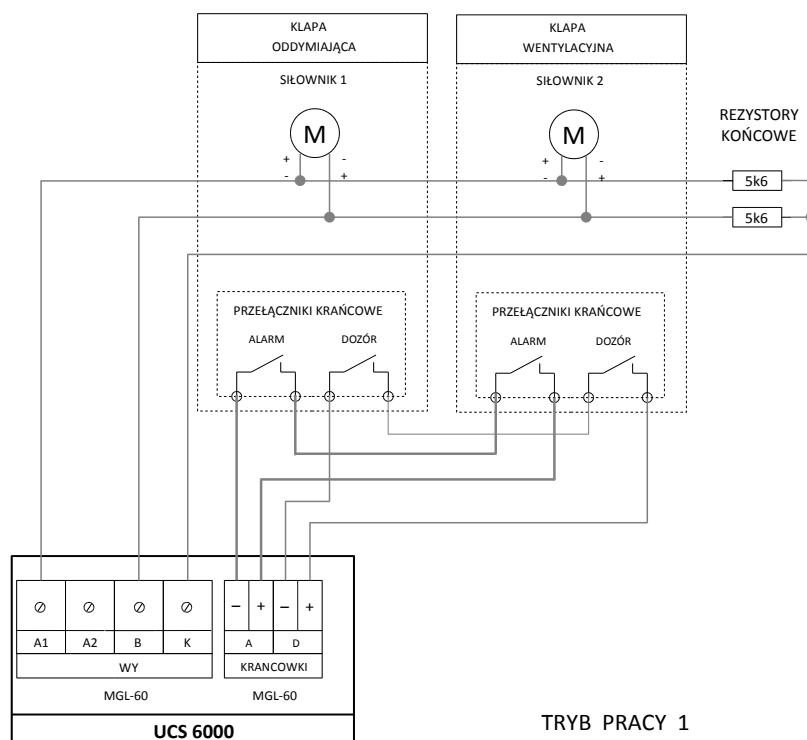 KLAPA
ODDYMIAJĄCA
KLAPA
WENTYLACYJNA
SIŁOWNIK 1
SIŁOWNIK 2
REZYSTORY
KOŃCOWE
M
M
+ -
- +
+ -
- +
5k6
5k6
PRZEŁĄCZNIKI KRAŃCOWE
ALARM DOZÓR
PRZEŁĄCZNIKI KRAŃCOWE
ALARM DOZÓR
– + – +
A1 A2 B K
A D
WY
KRANCOWKI
MGL-60
MGL-60
UCS 6000
TRYB PRACY 1